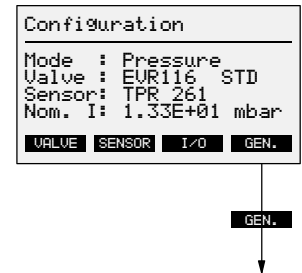 Configuration
Mode : Pressure
Valve : EVR116 STD
Sensor: TPR 261
Nom. I: 1.33E+01 mbar
VALVE SENSOR I/O GEN.
GEN.